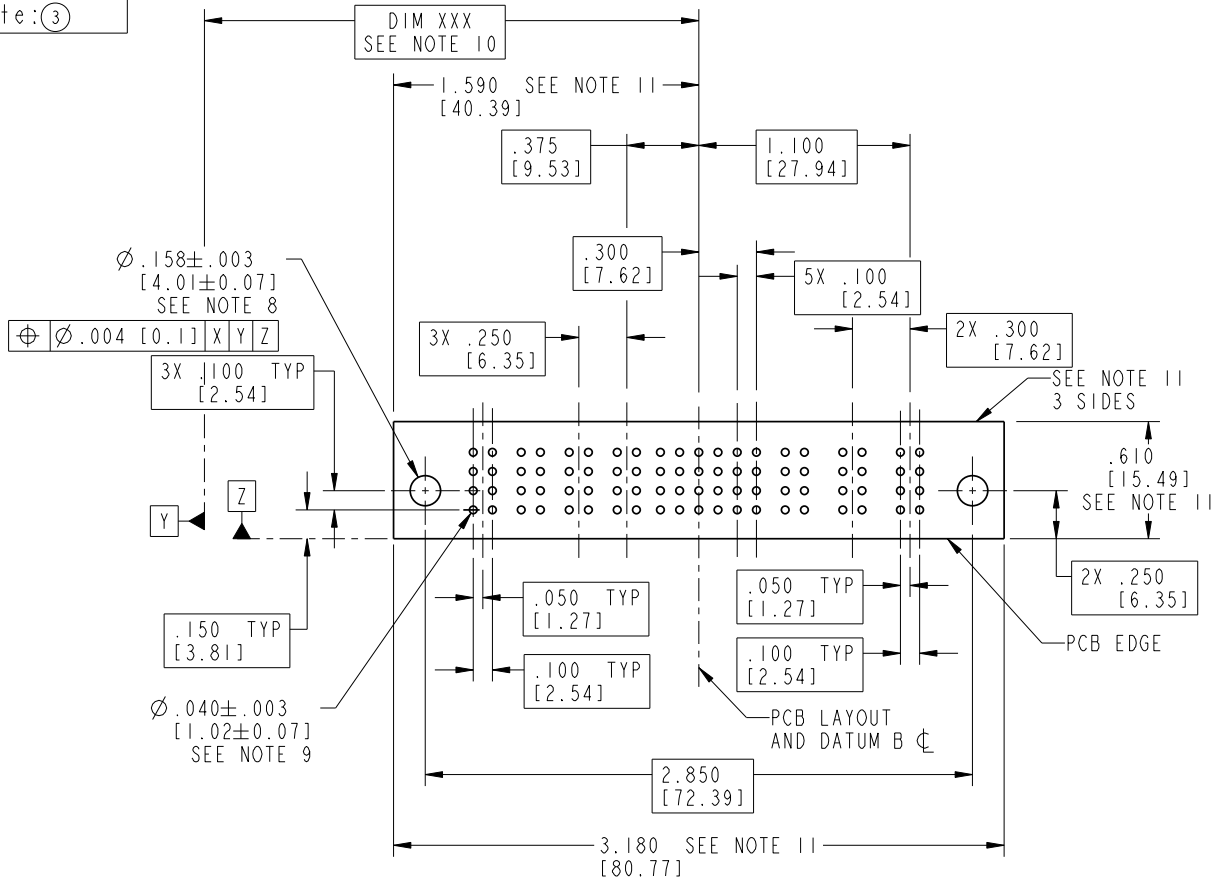 te:③
DIM XXX
SEE NOTE 10
1.590 SEE NOTE 11
[40.39]
.375
[9.53]
1.100
[27.94]
.300
[7.62]
5X .100
[2.54]
Ø.158±.003
[4.01±0.07]
SEE NOTE 8
⌖ Ø.004 [0.1] X Y Z
3X .250
[6.35]
2X .300
[7.62]
3X .100 TYP
[2.54]
SEE NOTE 11
3 SIDES
.610
[15.49]
SEE NOTE 11
Z
Y
2X .250
[6.35]
.050 TYP
[1.27]
.050 TYP
[1.27]
.150 TYP
[3.81]
PCB EDGE
.100 TYP
[2.54]
.100 TYP
[2.54]
Ø.040±.003
[1.02±0.07]
SEE NOTE 9
PCB LAYOUT
AND DATUM B ℄
2.850
[72.39]
3.180 SEE NOTE 11
[80.77]